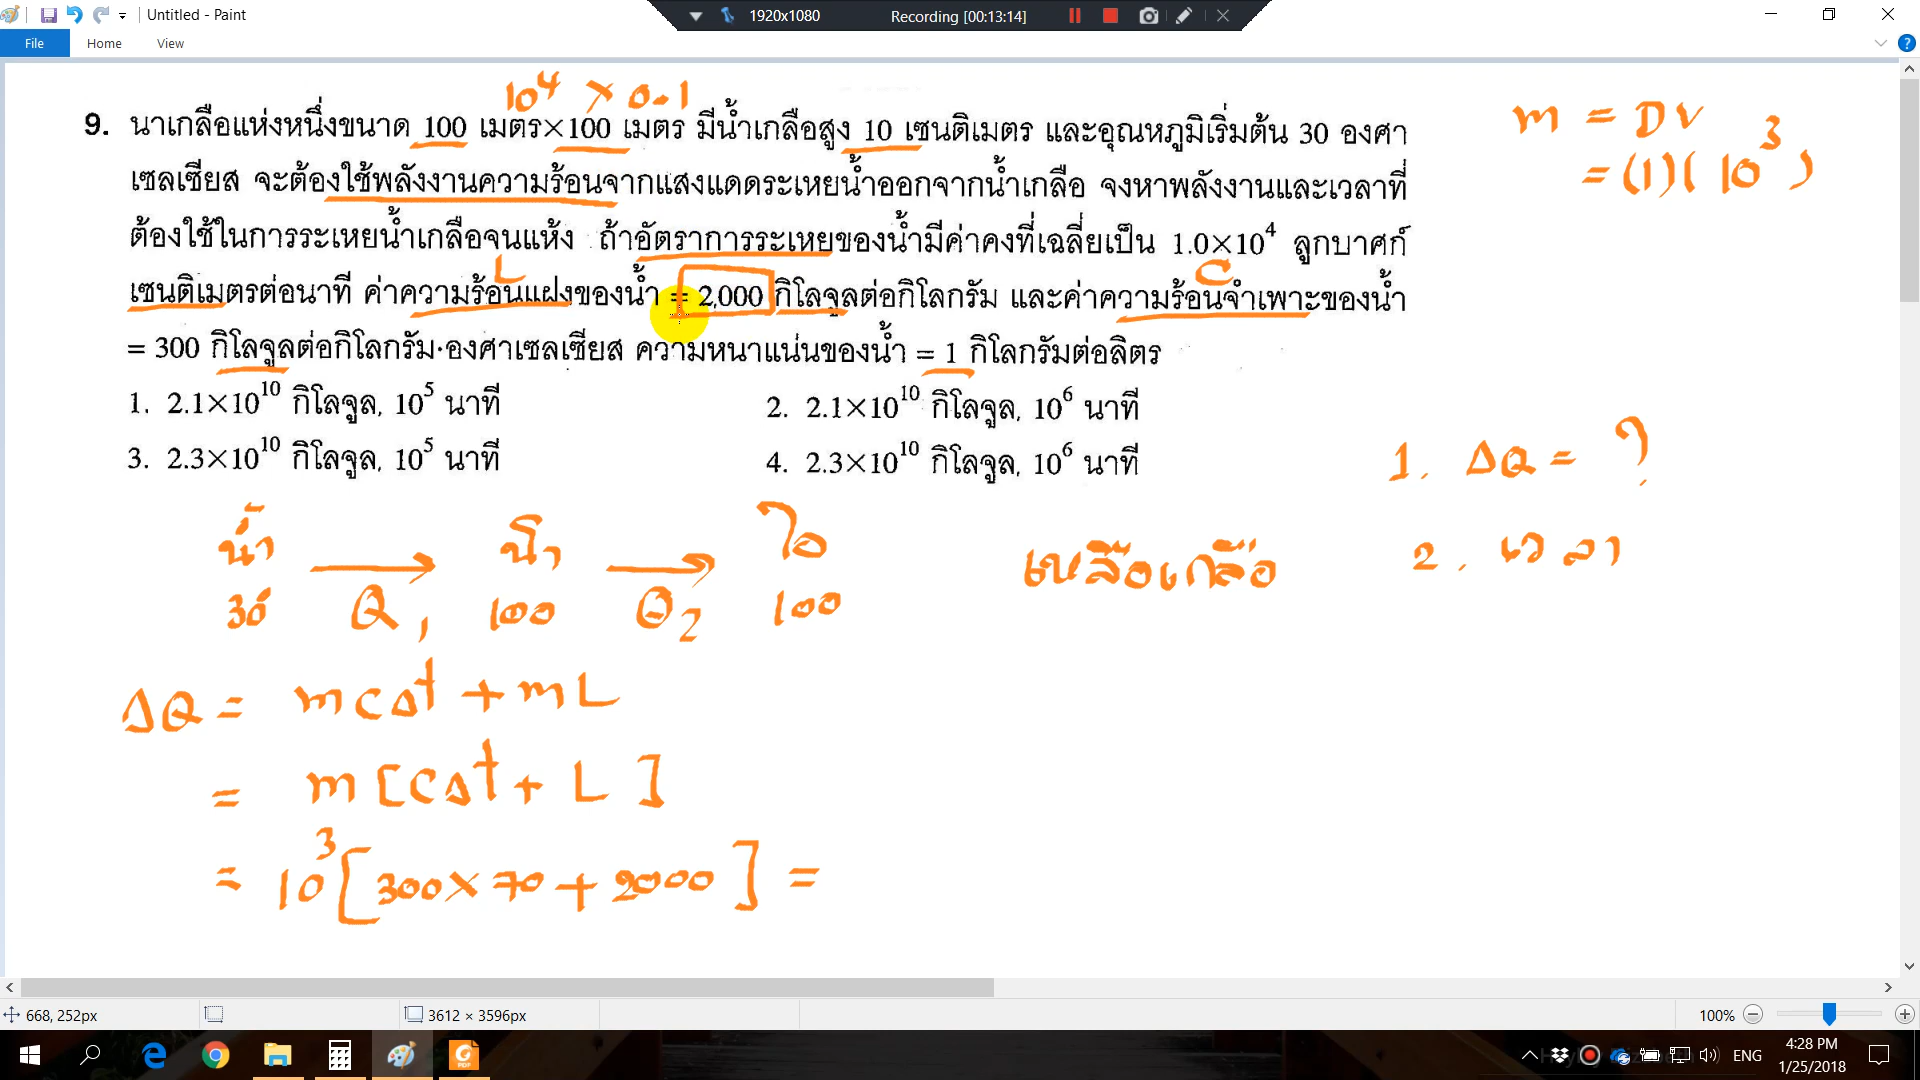 Untitled - Paint
1920x1080
Recording [00:13:14]
File Home View
10⁴ × 0.1
9. นาเกลือแห่งหนึ่งขนาด 100 เมตร×100 เมตร มีน้ำเกลือสูง 10 เซนติเมตร และอุณหภูมิเริ่มต้น 30 องศา
เซลเซียส จะต้องใช้พลังงานความร้อนจากแสงแดดระเหยน้ำออกจากน้ำเกลือ จงหาพลังงานและเวลาที่
ต้องใช้ในการระเหยน้ำเกลือจนแห้ง ถ้าอัตราการระเหยของน้ำมีค่าคงที่เฉลี่ยเป็น 1.0×10⁴ ลูกบาศก์
L
C
เซนติเมตรต่อนาที ค่าความร้อนแฝงของน้ำ = 2,000 กิโลจูลต่อกิโลกรัม และค่าความร้อนจำเพาะของน้ำ
= 300 กิโลจูลต่อกิโลกรัม·องศาเซลเซียส ความหนาแน่นของน้ำ = 1 กิโลกรัมต่อลิตร
1. 2.1×10¹⁰ กิโลจูล, 10⁵ นาที
2. 2.1×10¹⁰ กิโลจูล, 10⁶ นาที
3. 2.3×10¹⁰ กิโลจูล, 10⁵ นาที
4. 2.3×10¹⁰ กิโลจูล, 10⁶ นาที
m = DV
= (1)(10³)
1. ΔQ = ?
2. เวลา
น้ำ น้ำ ไอ
30 Q₁ 100 Q₂ 100
เหลือเกลือ
ΔQ = mcΔt + mL
= m[cΔt + L]
= 10³[300×70+2000] =
668, 252px
3612 × 3596px
100%
ENG
4:28 PM
1/25/2018